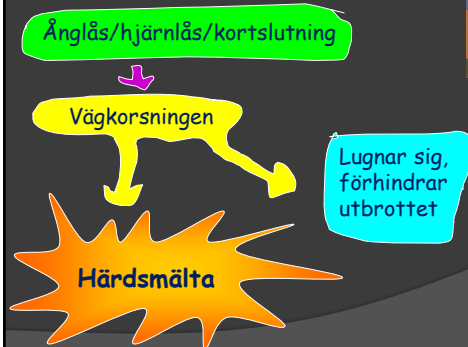 Ånglås/hjärnlås/kortslutning
Vägkorsningen
Lugnar sig,
förhindrar
utbrottet
Härdsmälta